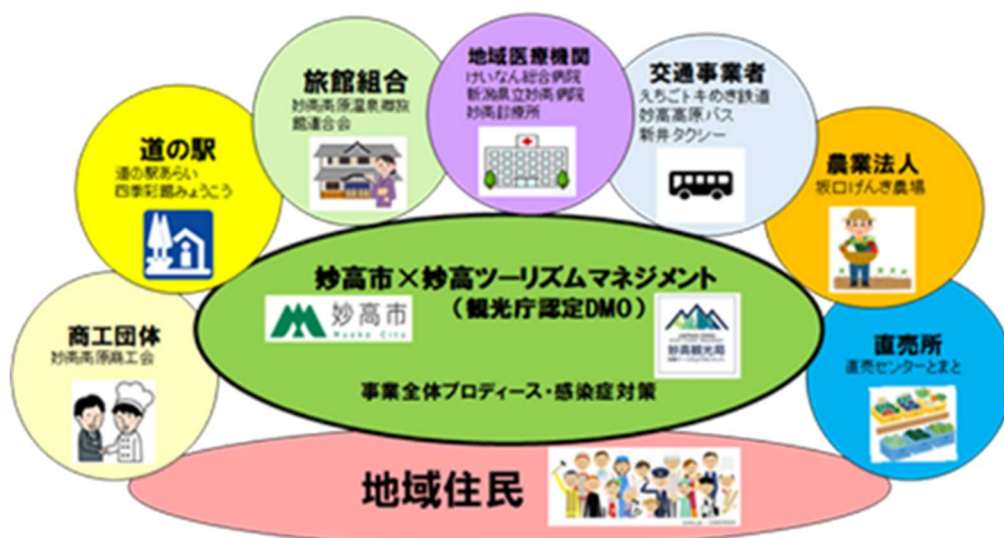 地域医療機関
けいなん総合病院
新潟県立妙高病院
妙高診療所
旅館組合
妙高高原温泉郷旅
館連合会
交通事業者
えちごトキめき鉄道
妙高高原バス
新井タクシー
道の駅
道の駅あらい
四季彩館みょうこう
農業法人
坂口げんき農場
妙高市×妙高ツーリズムマネジメント
(観光庁認定DMO)
妙高市
Myoko City
妙高観光局
商工団体
妙高高原商工会
直売所
直売センターとまと
事業全体プロディース・感染症対策
地域住民